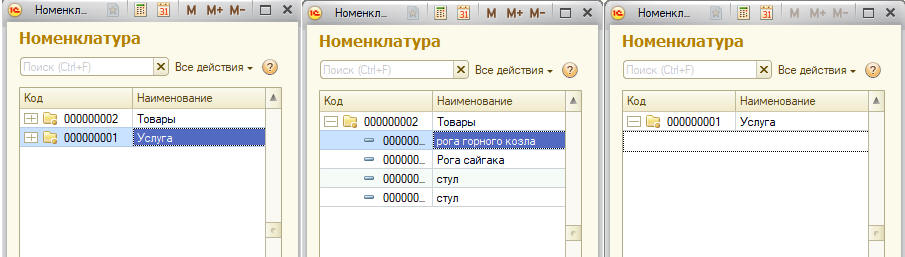 Номенкл... M M+ M-
Номенклатура
Поиск (Ctrl+F) Все действия
Код Наименование
000000002 Товары
000000001 Услуга
Номенкл... M M+ M-
Номенклатура
Поиск (Ctrl+F) Все действия
Код Наименование
000000002 Товары
000000... рога горного козла
000000... Рога сайгака
000000... стул
000000... стул
Номенкл... M M+ M-
Номенклатура
Поиск (Ctrl+F) Все действия
Код Наименование
000000001 Услуга